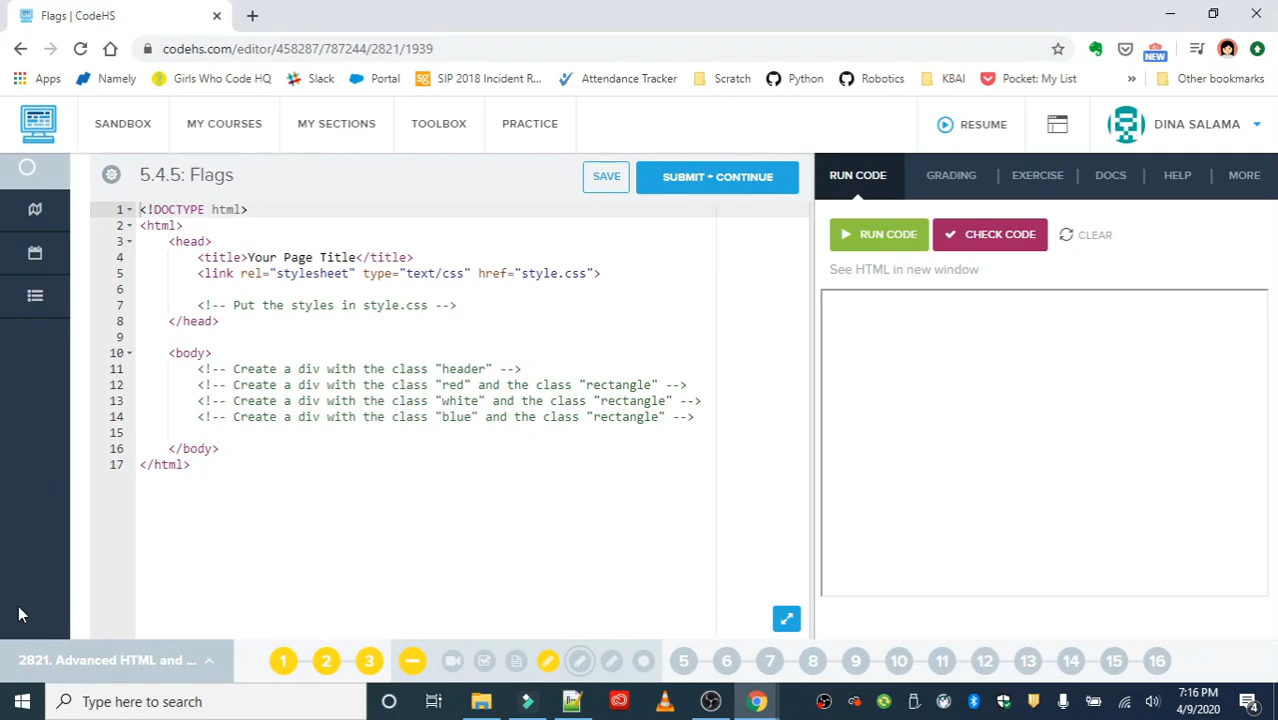 Flags | CodeHS
codehs.com/editor/458287/787244/2821/1939
NEW
Apps
Namely
Girls Who Code HQ
Slack
Portal
SIP 2018 Incident R...
Attendance Tracker
Scratch
Python
Robotics
KBAI
Pocket: My List
»
Other bookmarks
SANDBOX
MY COURSES
MY SECTIONS
TOOLBOX
PRACTICE
RESUME
DINA SALAMA
5.4.5: Flags
SAVE
SUBMIT + CONTINUE
RUN CODE
GRADING
EXERCISE
DOCS
HELP
MORE
1 <!DOCTYPE html>
2 <html>
3 <head>
4 <title>Your Page Title</title>
5 <link rel="stylesheet" type="text/css" href="style.css">
6
7 <!-- Put the styles in style.css -->
8 </head>
9
10 <body>
11 <!-- Create a div with the class "header" -->
12 <!-- Create a div with the class "red" and the class "rectangle" -->
13 <!-- Create a div with the class "white" and the class "rectangle" -->
14 <!-- Create a div with the class "blue" and the class "rectangle" -->
15
16 </body>
17 </html>
RUN CODE
CHECK CODE
CLEAR
See HTML in new window
2821. Advanced HTML and ...
1 2 3 5 6 7 8 9 10 11 12 13 14 15 16
Type here to search
7:16 PM
4/9/2020
4